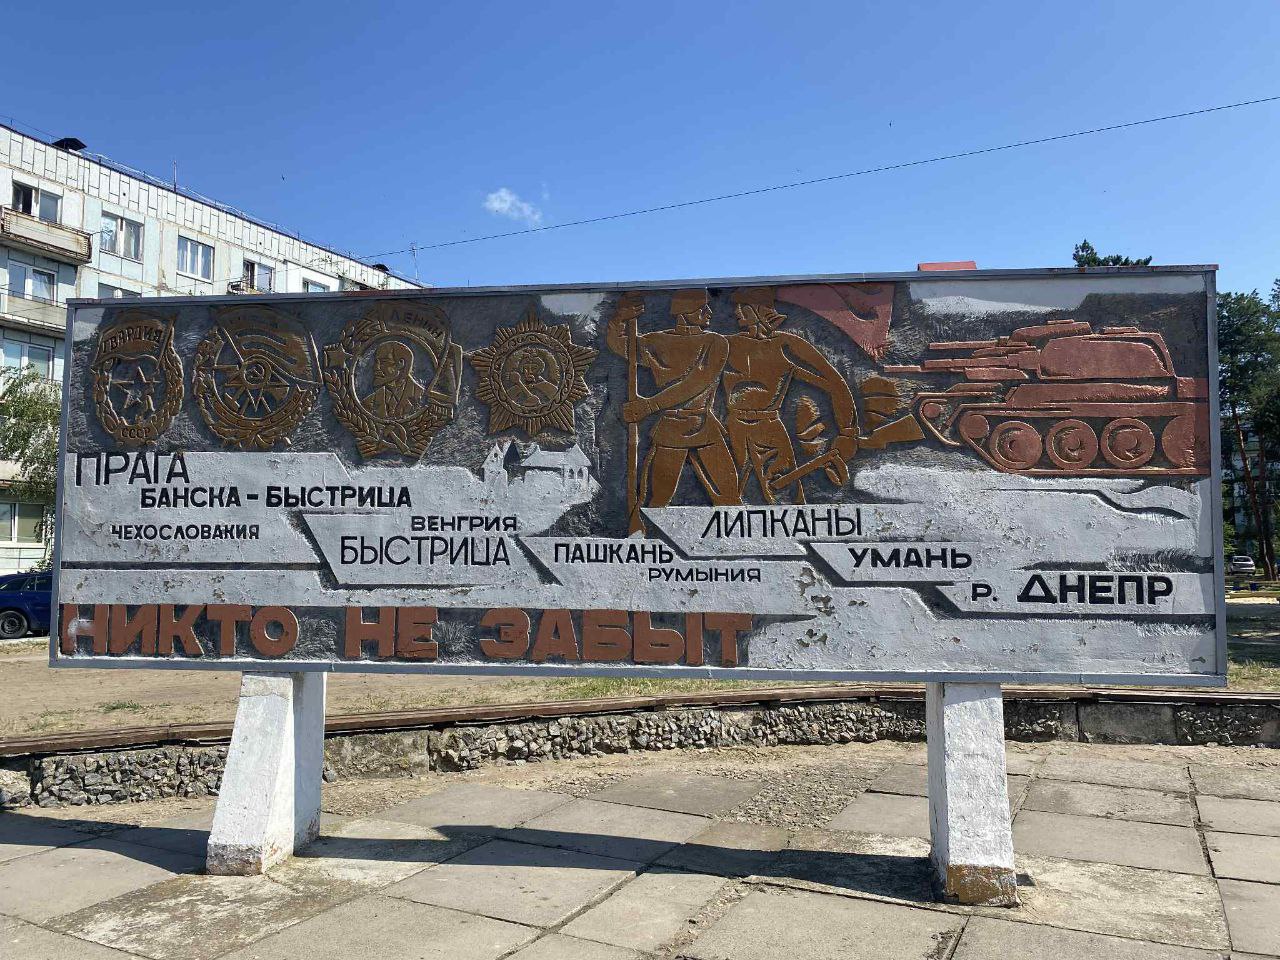 ГВАРДИЯ
СССР
ЛЕНИН
ПРАГА
БАНСКА - БЫСТРИЦА
ЧЕХОСЛОВАКИЯ
ВЕНГРИЯ
БЫСТРИЦА
ПАШКАНЬ
РУМЫНИЯ
ЛИПКАНЫ
УМАНЬ
р. ДНЕПР
НИКТО НЕ ЗАБЫТ